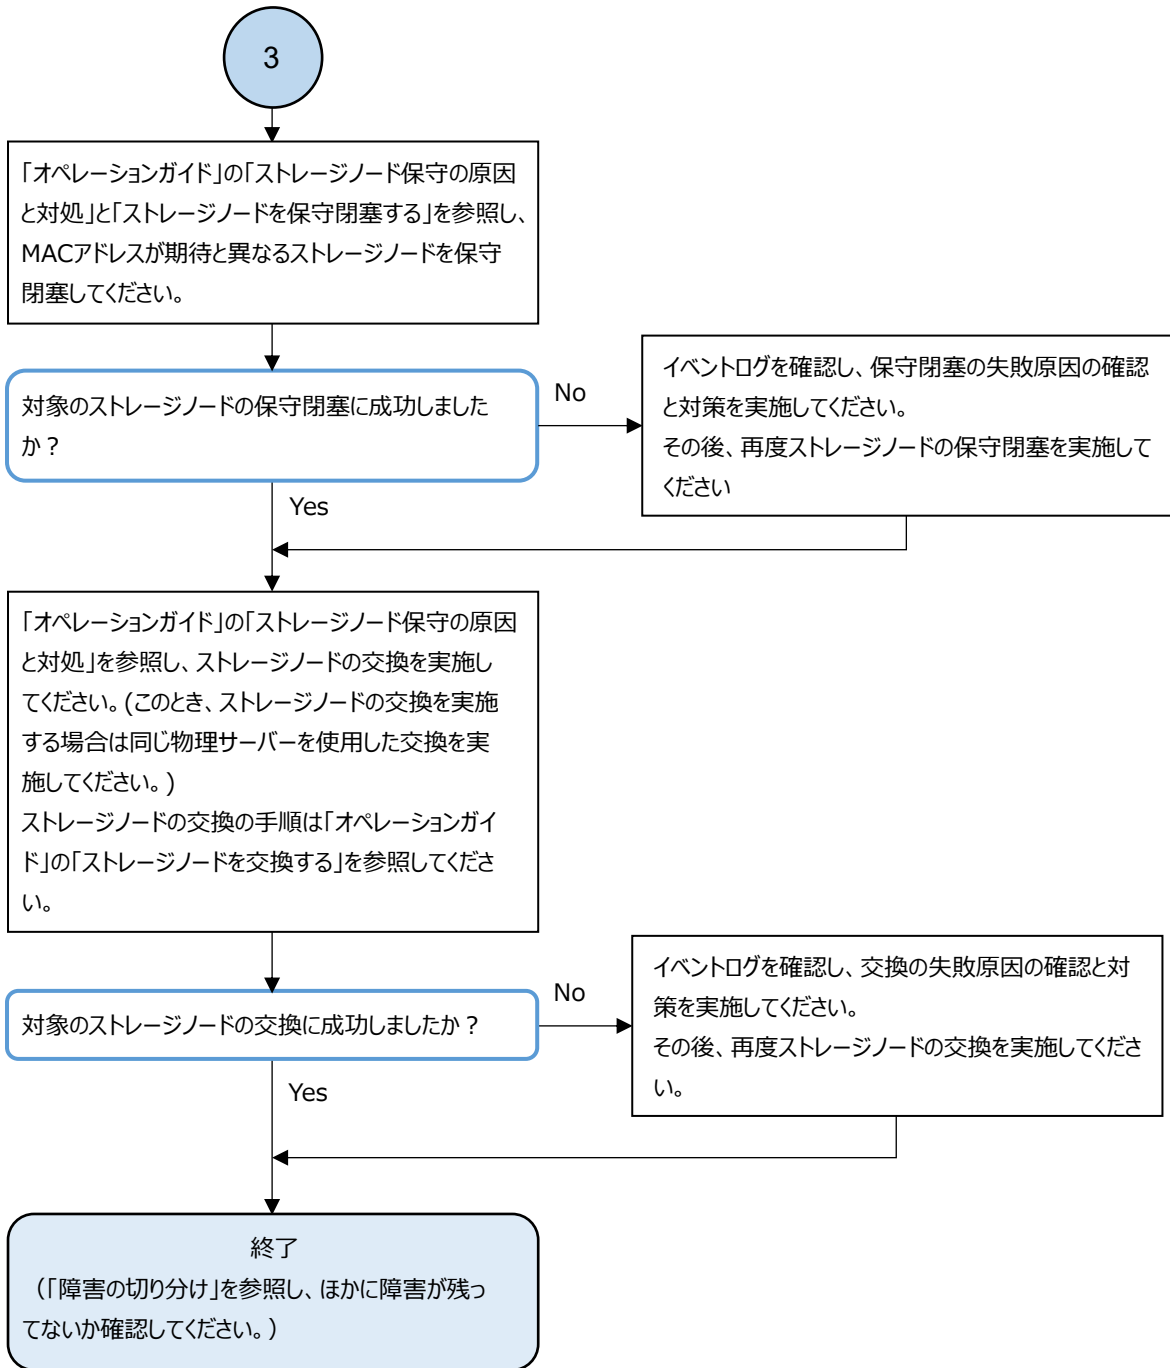 3
「オペレーションガイド」の「ストレージノード保守の原因
と対処」と「ストレージノードを保守閉塞する」を参照し、
MACアドレスが期待と異なるストレージノードを保守
閉塞してください。
対象のストレージノードの保守閉塞に成功しました
か？
No
イベントログを確認し、保守閉塞の失敗原因の確認
と対策を実施してください。
その後、再度ストレージノードの保守閉塞を実施して
ください
Yes
「オペレーションガイド」の「ストレージノード保守の原因
と対処」を参照し、ストレージノードの交換を実施し
てください。(このとき、ストレージノードの交換を実施
する場合は同じ物理サーバーを使用した交換を実
施してください。)
ストレージノードの交換の手順は「オペレーションガイ
ド」の「ストレージノードを交換する」を参照してくださ
い。
対象のストレージノードの交換に成功しましたか？
No
イベントログを確認し、交換の失敗原因の確認と対
策を実施してください。
その後、再度ストレージノードの交換を実施してくださ
い。
Yes
終了
（「障害の切り分け」を参照し、ほかに障害が残っ
てないか確認してください。）